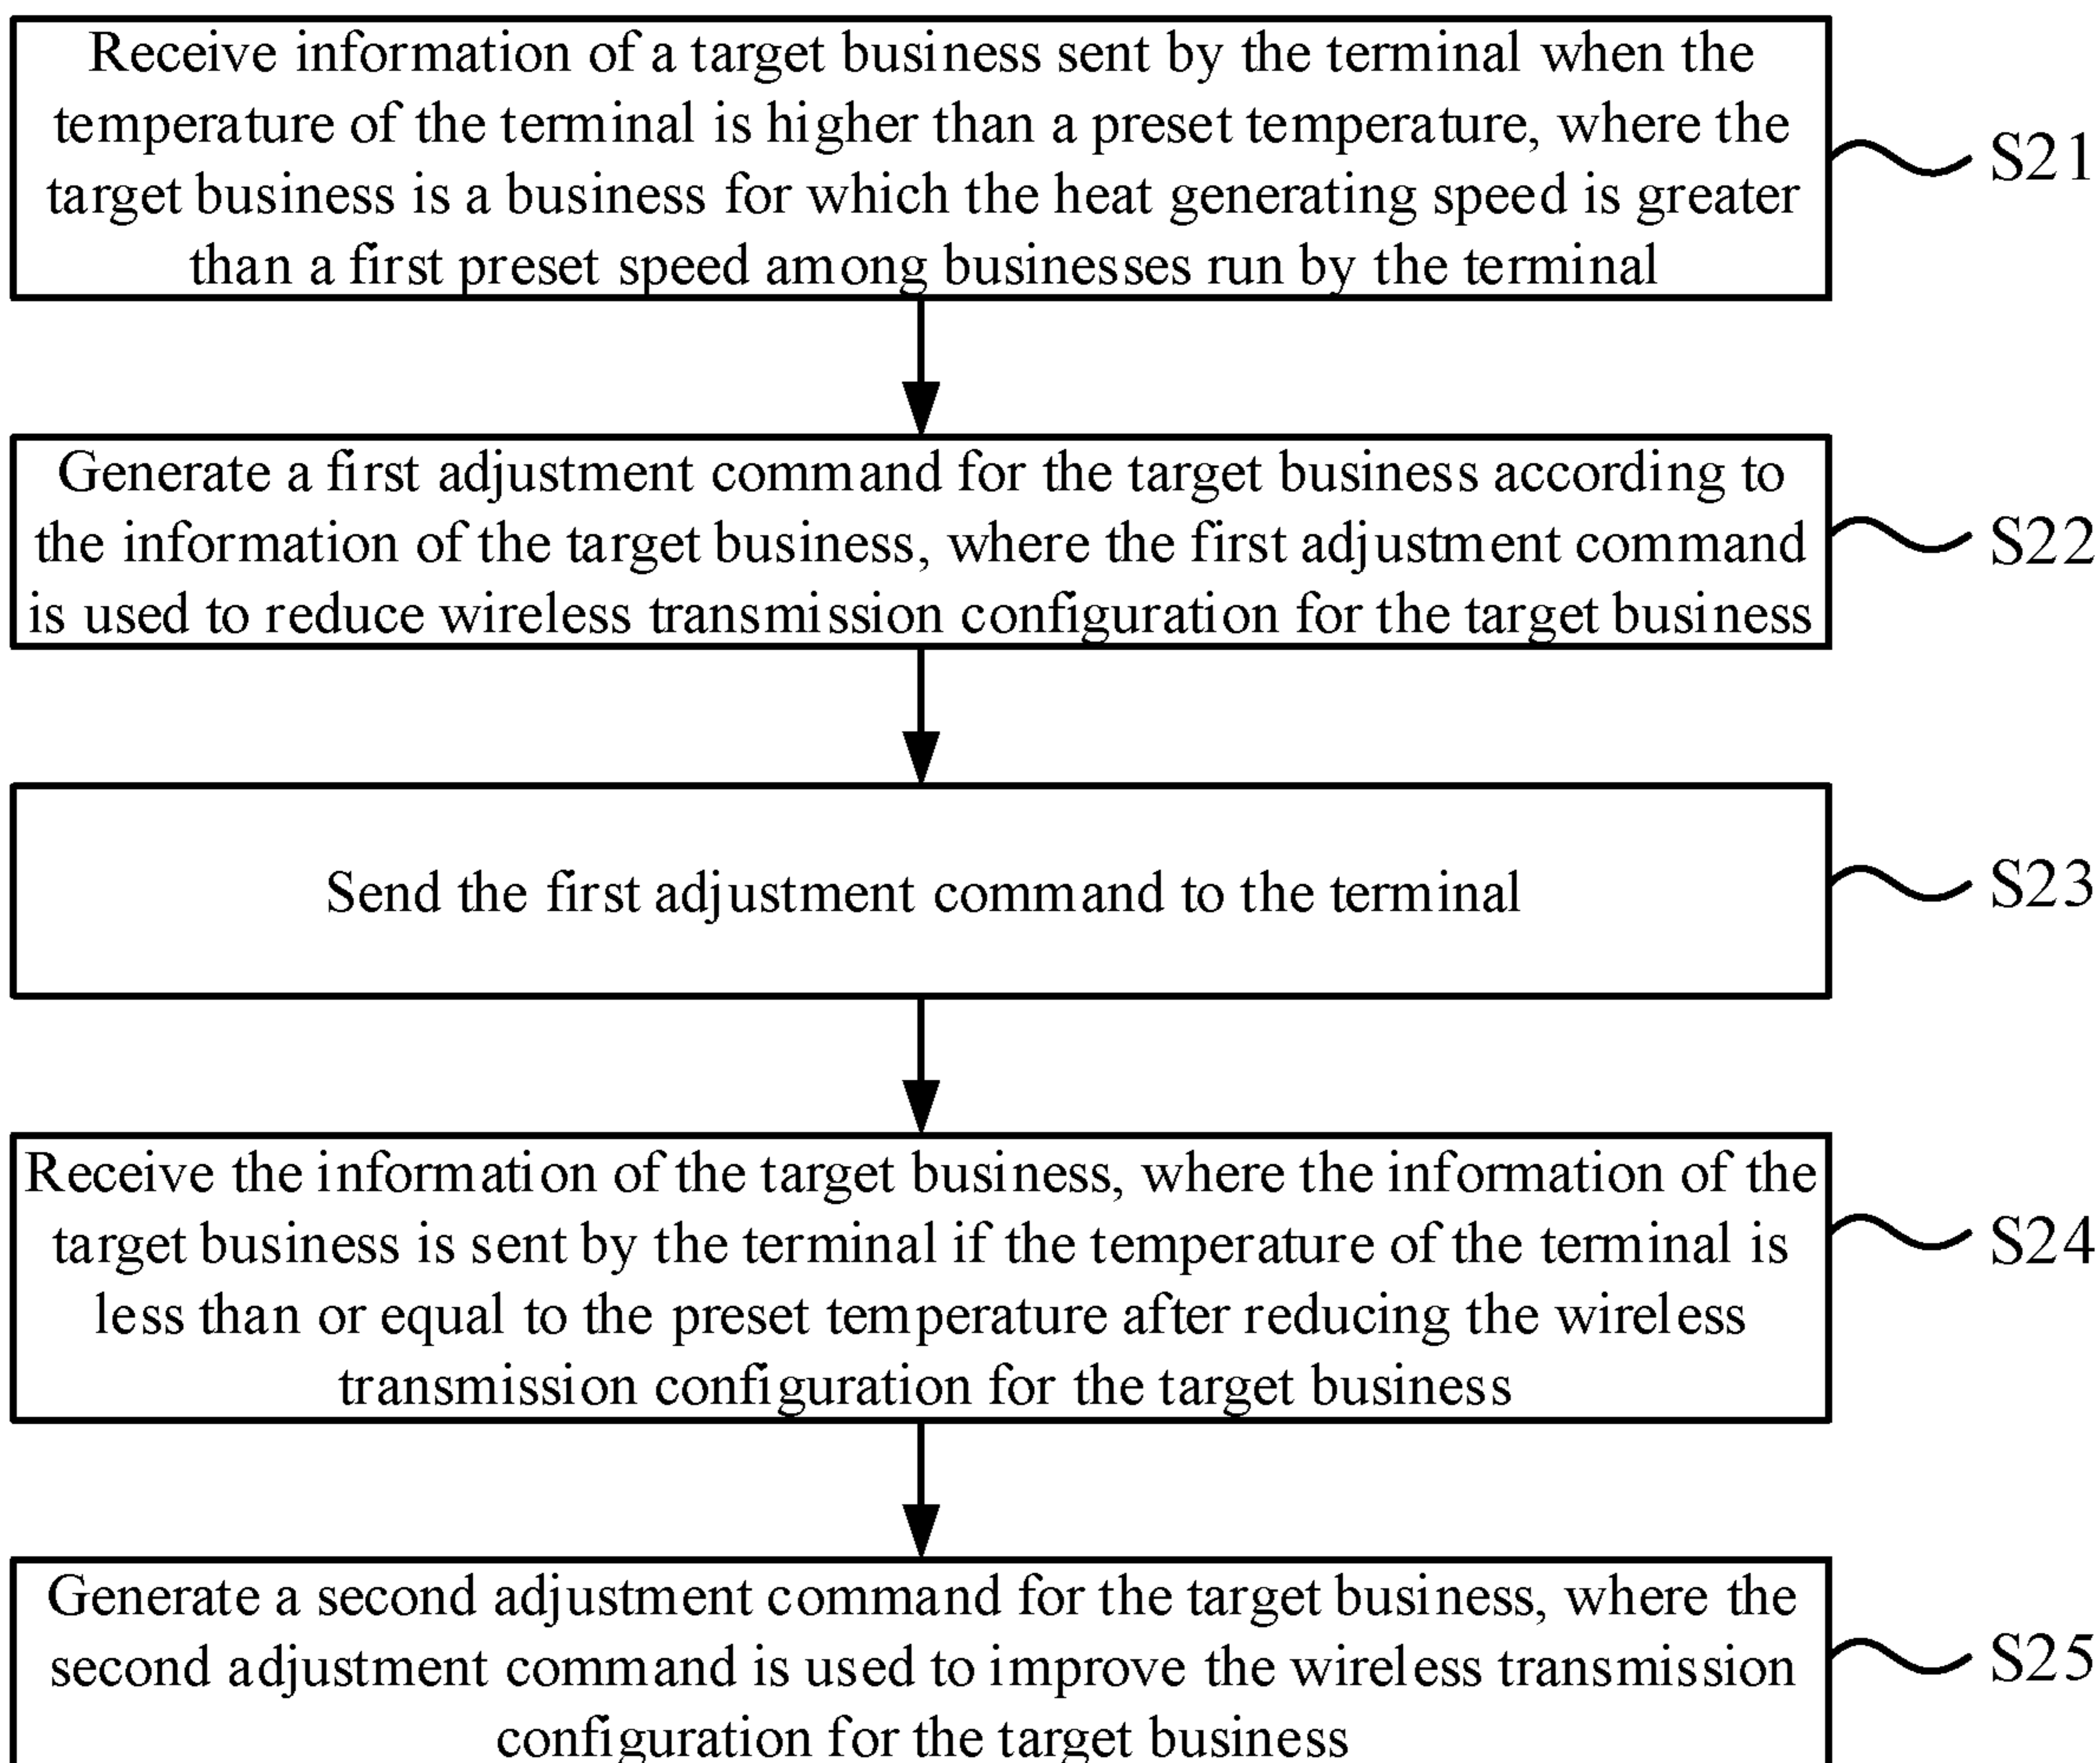 Receive information of a target business sent by the terminal when the
temperature of the terminal is higher than a preset temperature, where the
target business is a business for which the heat generating speed is greater
than a first preset speed among businesses run by the terminal
S21
Generate a first adjustment command for the target business according to
the information of the target business, where the first adjustment command
is used to reduce wireless transmission configuration for the target business
S22
Send the first adjustment command to the terminal
S23
Receive the information of the target business, where the information of the
target business is sent by the terminal if the temperature of the terminal is
less than or equal to the preset temperature after reducing the wireless
transmission configuration for the target business
S24
Generate a second adjustment command for the target business, where the
second adjustment command is used to improve the wireless transmission
configuration for the target business
S25